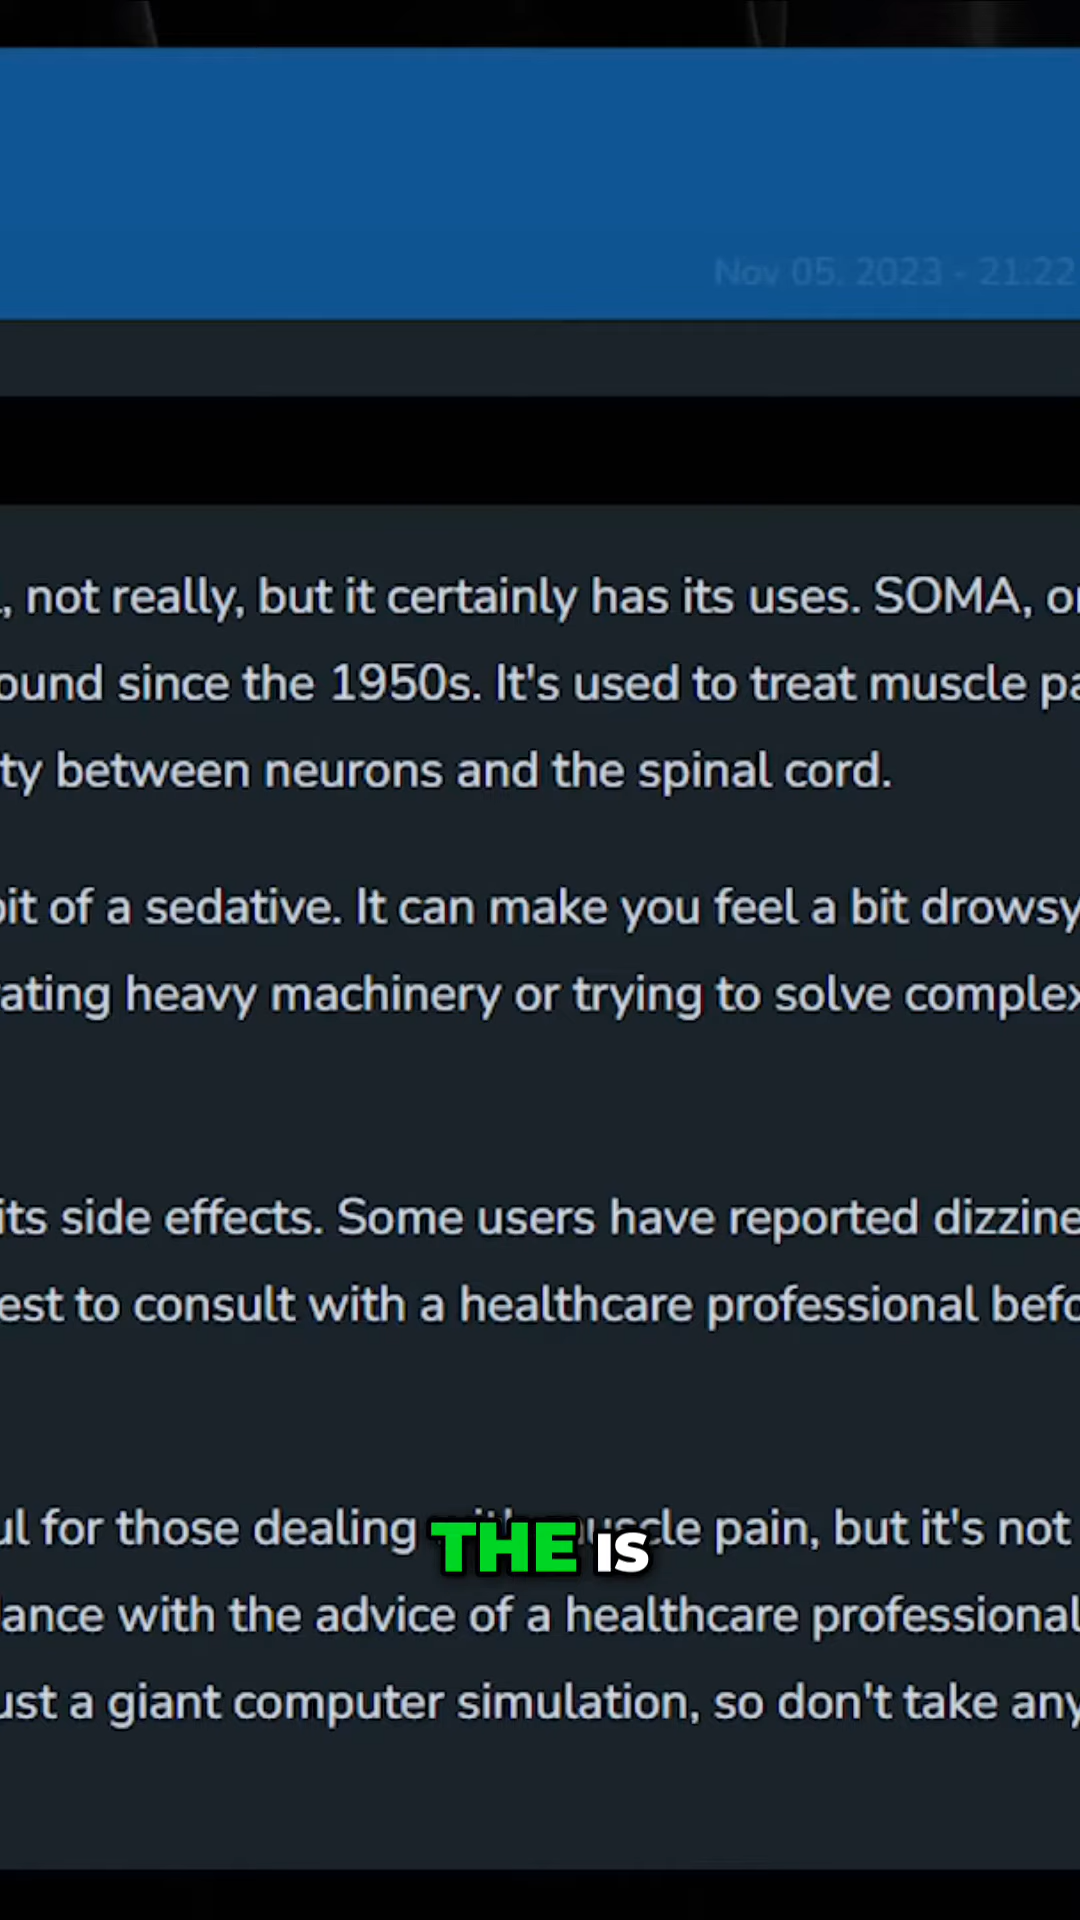 Nov 05, 2023 - 21:22
, not really, but it certainly has its uses. SOMA, or
ound since the 1950s. It's used to treat muscle pa
ty between neurons and the spinal cord.
bit of a sedative. It can make you feel a bit drowsy
ating heavy machinery or trying to solve complex
its side effects. Some users have reported dizzine
est to consult with a healthcare professional befo
ul for those dealing with muscle pain, but it's not
THE IS
lance with the advice of a healthcare professional
ust a giant computer simulation, so don't take any